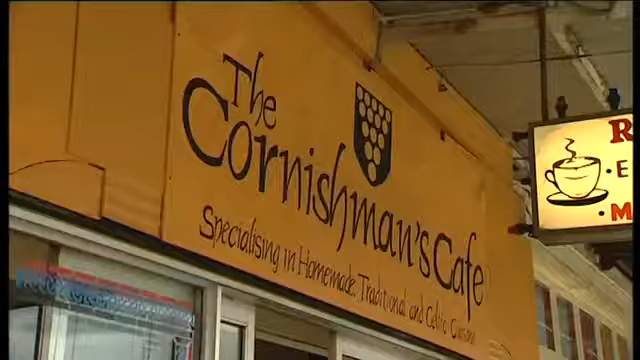 The
Cornishman's Cafe
Specialising in Homemade, Traditional and Celtic Cuisine
R
• E
• M